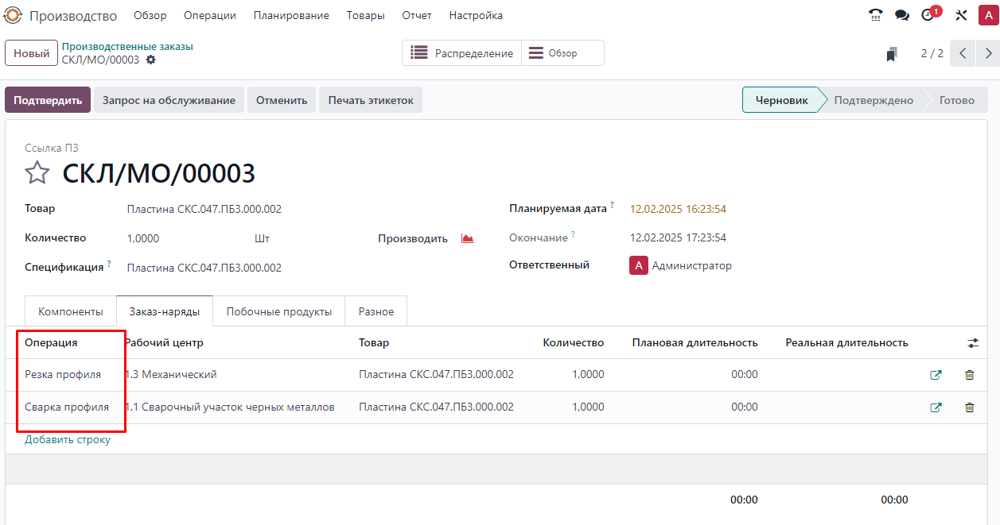 Производство Обзор Операции Планирование Товары Отчет Настройка 1 А
Новый Производственные заказы
СКЛ/МО/00003
Распределение Обзор 2 / 2
Подтвердить Запрос на обслуживание Отменить Печать этикеток Черновик Подтверждено Готово
Ссылка ПЗ
СКЛ/МО/00003
Товар Пластина СКС.047.ПБЗ.000.002 Планируемая дата ? 12.02.2025 16:23:54
Количество 1,0000 Шт Производить Окончание ? 12.02.2025 17:23:54
Спецификация ? Пластина СКС.047.ПБЗ.000.002 Ответственный А Администратор
Компоненты Заказ-наряды Побочные продукты Разное
Операция Рабочий центр Товар Количество Плановая длительность Реальная длительность
Резка профиля 1.3 Механический Пластина СКС.047.ПБЗ.000.002 1,0000 00:00
Сварка профиля 1.1 Сварочный участок черных металлов Пластина СКС.047.ПБЗ.000.002 1,0000 00:00
Добавить строку
00:00 00:00